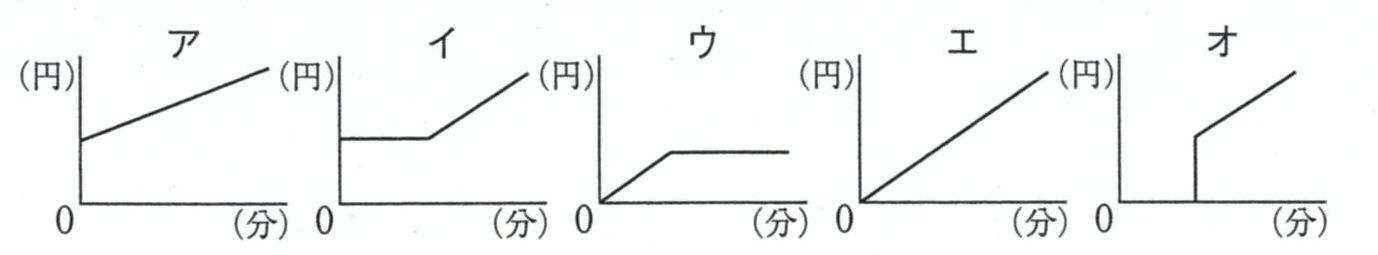 ア イ ウ エ オ
(円) (円) (円) (円) (円)
0 (分) 0 (分) 0 (分) 0 (分) 0 (分)